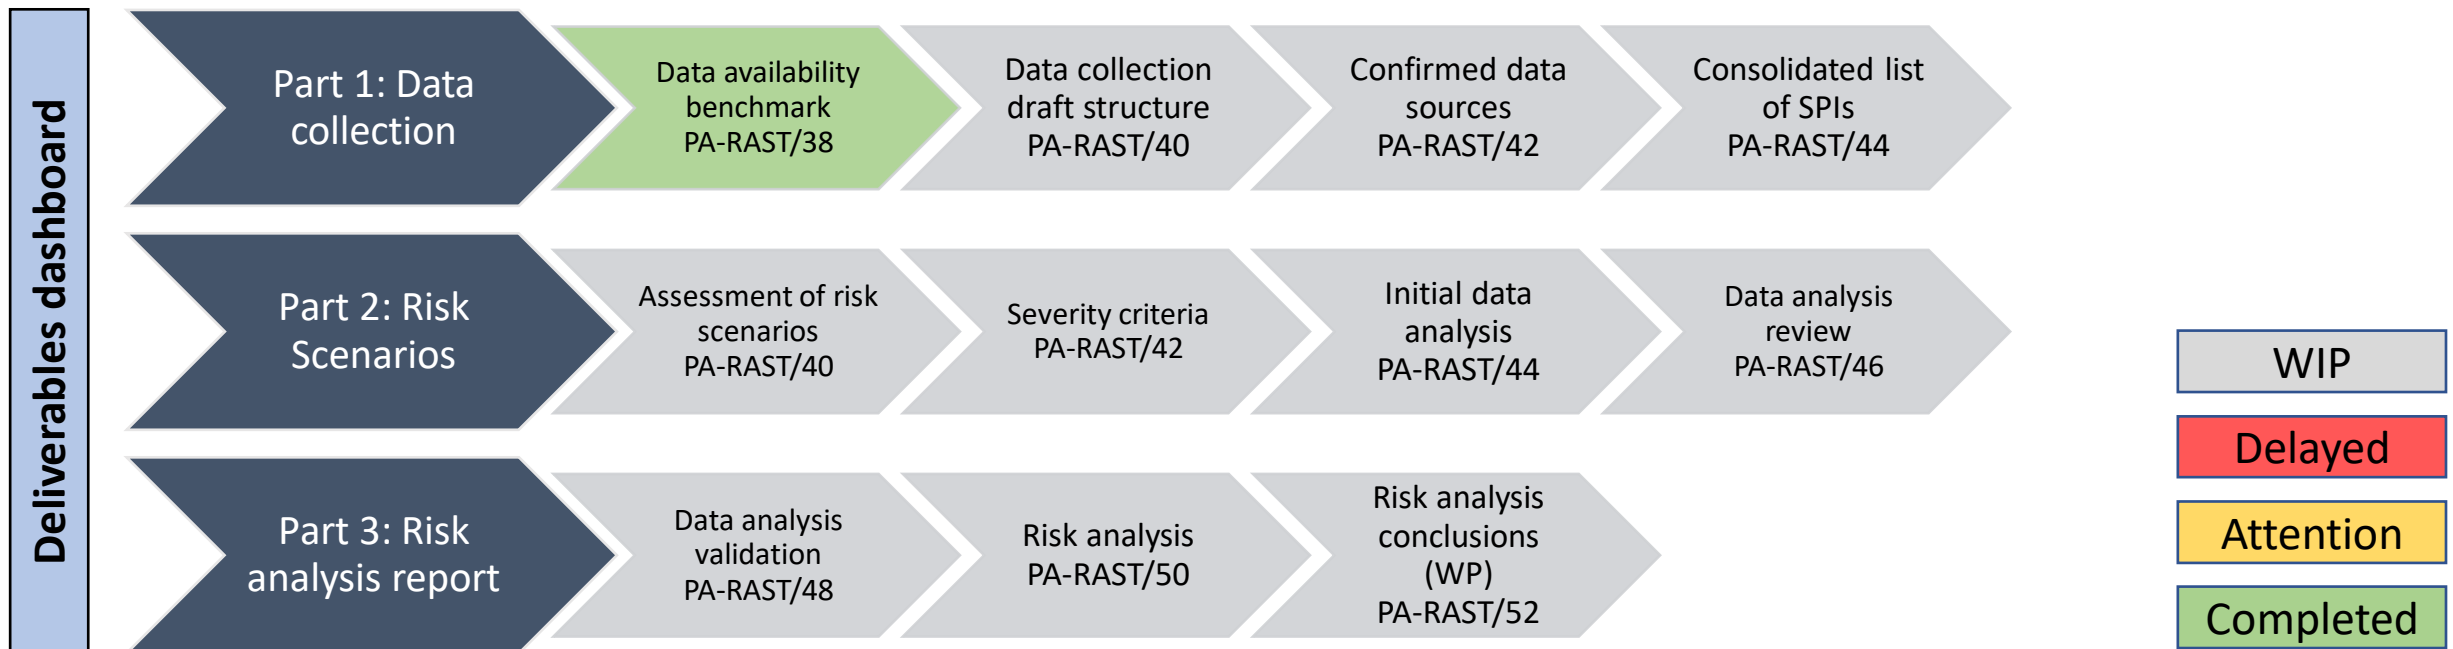 Deliverables dashboard
Part 1: Data
collection
Data availability
benchmark
PA-RAST/38
Data collection
draft structure
PA-RAST/40
Confirmed data
sources
PA-RAST/42
Consolidated list
of SPIs
PA-RAST/44
Part 2: Risk
Scenarios
Assessment of risk
scenarios
PA-RAST/40
Severity criteria
PA-RAST/42
Initial data
analysis
PA-RAST/44
Data analysis
review
PA-RAST/46
Part 3: Risk
analysis report
Data analysis
validation
PA-RAST/48
Risk analysis
PA-RAST/50
Risk analysis
conclusions
(WP)
PA-RAST/52
WIP
Delayed
Attention
Completed